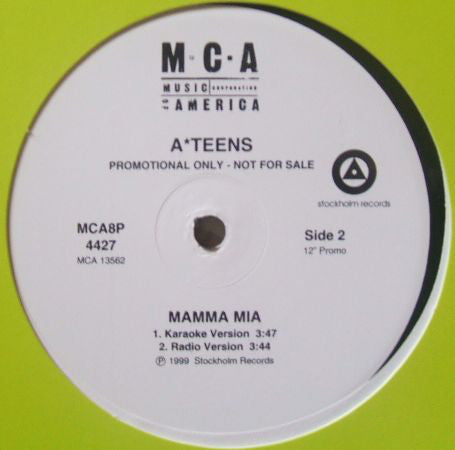 M·C·A
MUSIC CORPORATION
OF AMERICA
A*TEENS
PROMOTIONAL ONLY - NOT FOR SALE
stockholm records
MCA8P
4427
MCA 13562
Side 2
12" Promo
MAMMA MIA
1. Karaoke Version 3:47
2. Radio Version 3:44
℗ 1999 Stockholm Records